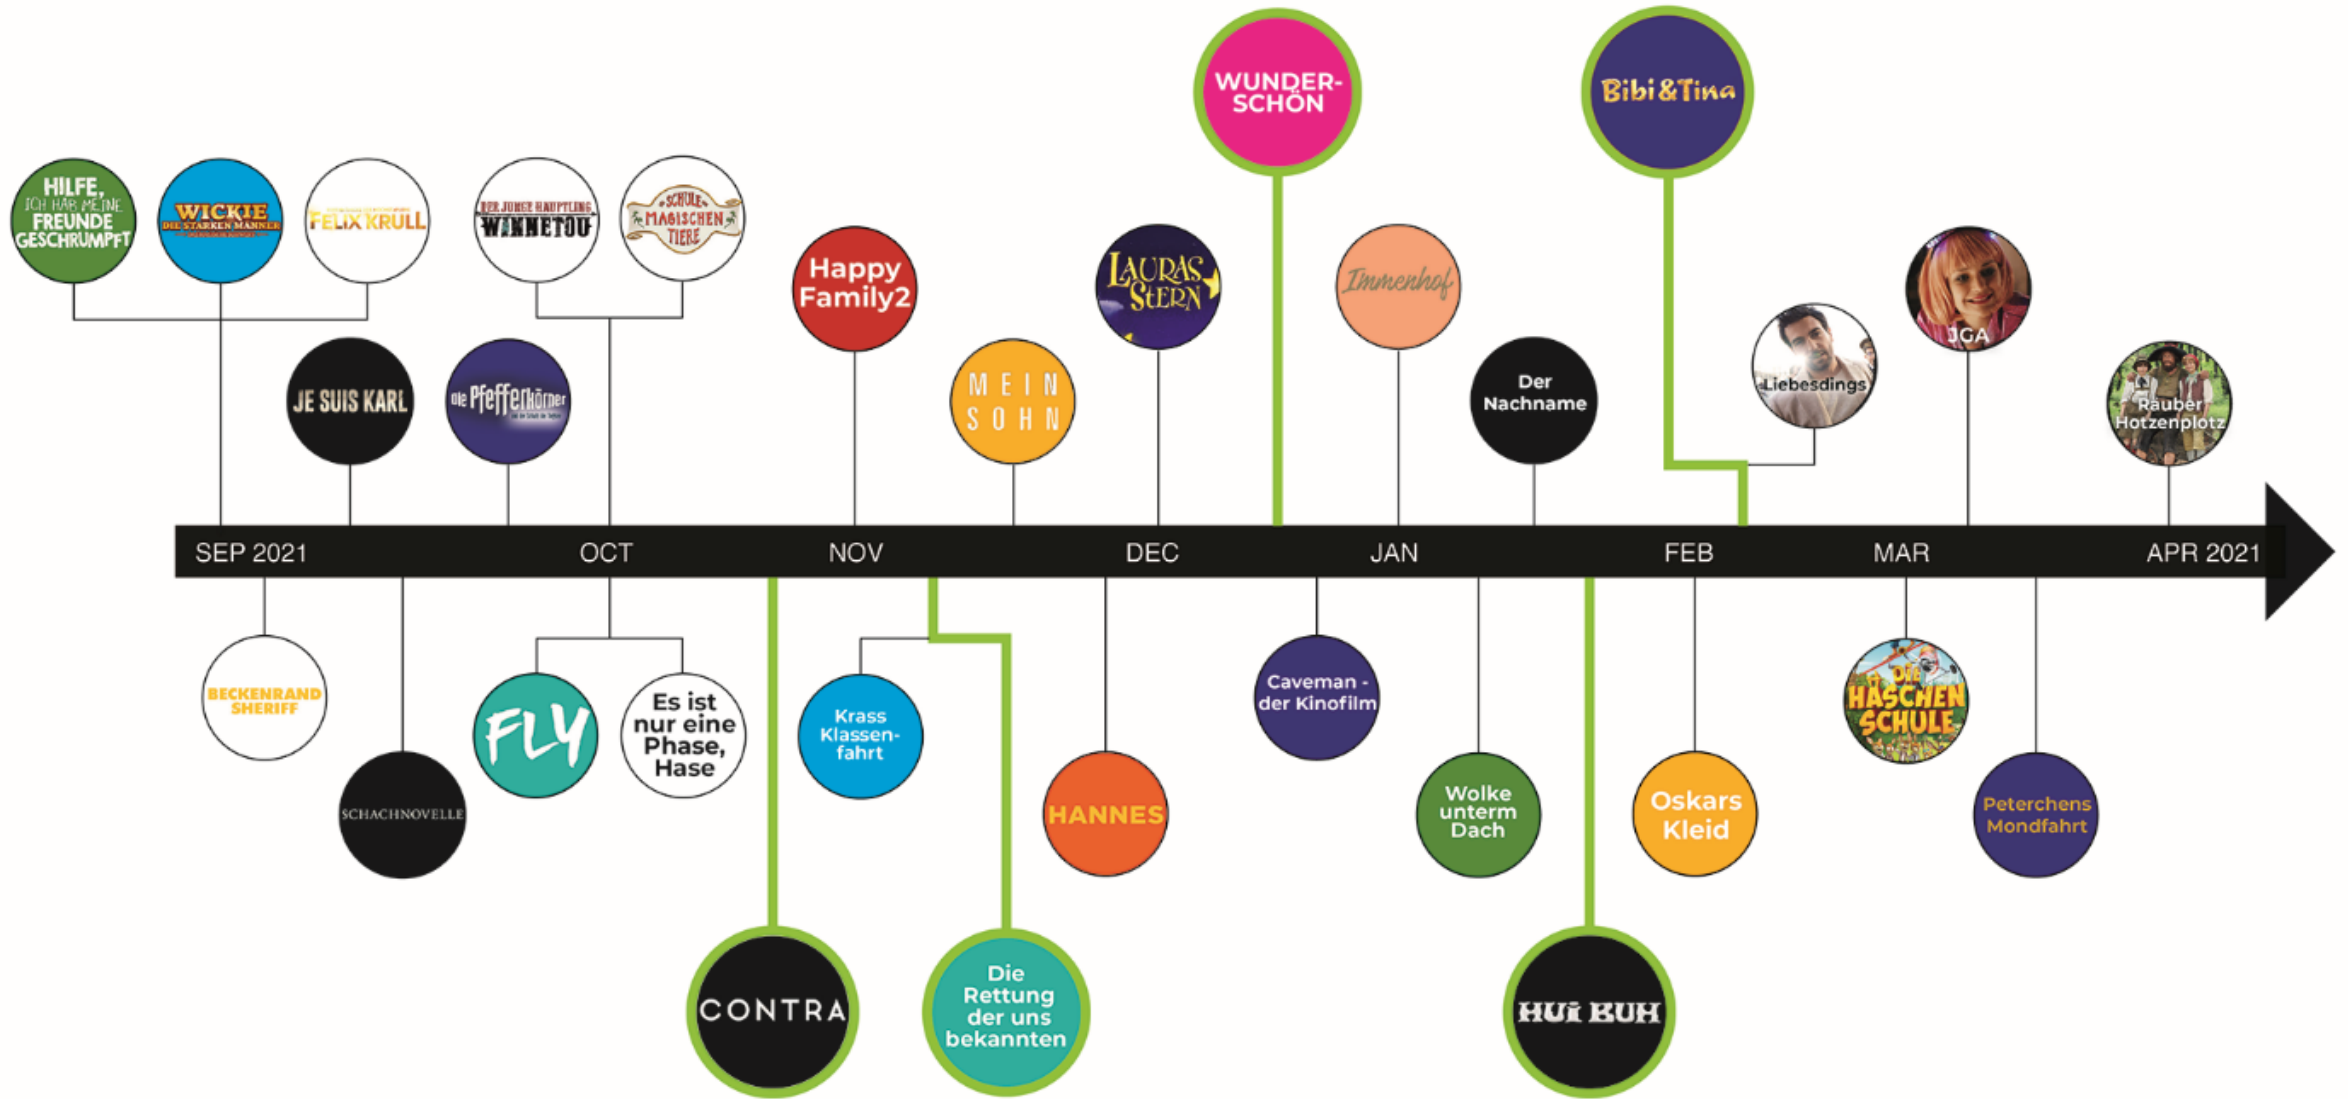 WUNDER-
SCHÖN
Bibi&Tina
HILFE,
ICH HAB MEINE
FREUNDE
GESCHRUMPFT
WICKIE
DIE STARKEN MÄNNER
FELIX KRULL
DER JUNGE HÄUPTLING
WINNETOU
SCHULE
MAGISCHEN
TIERE
Happy
Family2
LAURAS
STERN
Immenhof
JGA
JE SUIS KARL
die Pfefferkörner
MEIN
SOHN
Der
Nachname
Liebesdings
Räuber
Hotzenplotz
SEP 2021
OCT
NOV
DEC
JAN
FEB
MAR
APR 2021
BECKENRAND
SHERIFF
SCHACHNOVELLE
FLY
Es ist
nur eine
Phase,
Hase
Krass
Klassen-
fahrt
HANNES
Caveman -
der Kinofilm
Wolke
unterm
Dach
Oskars
Kleid
DIE
HÄSCHEN
SCHULE
Peterchens
Mondfahrt
CONTRA
Die
Rettung
der uns
bekannten
HUI BUH